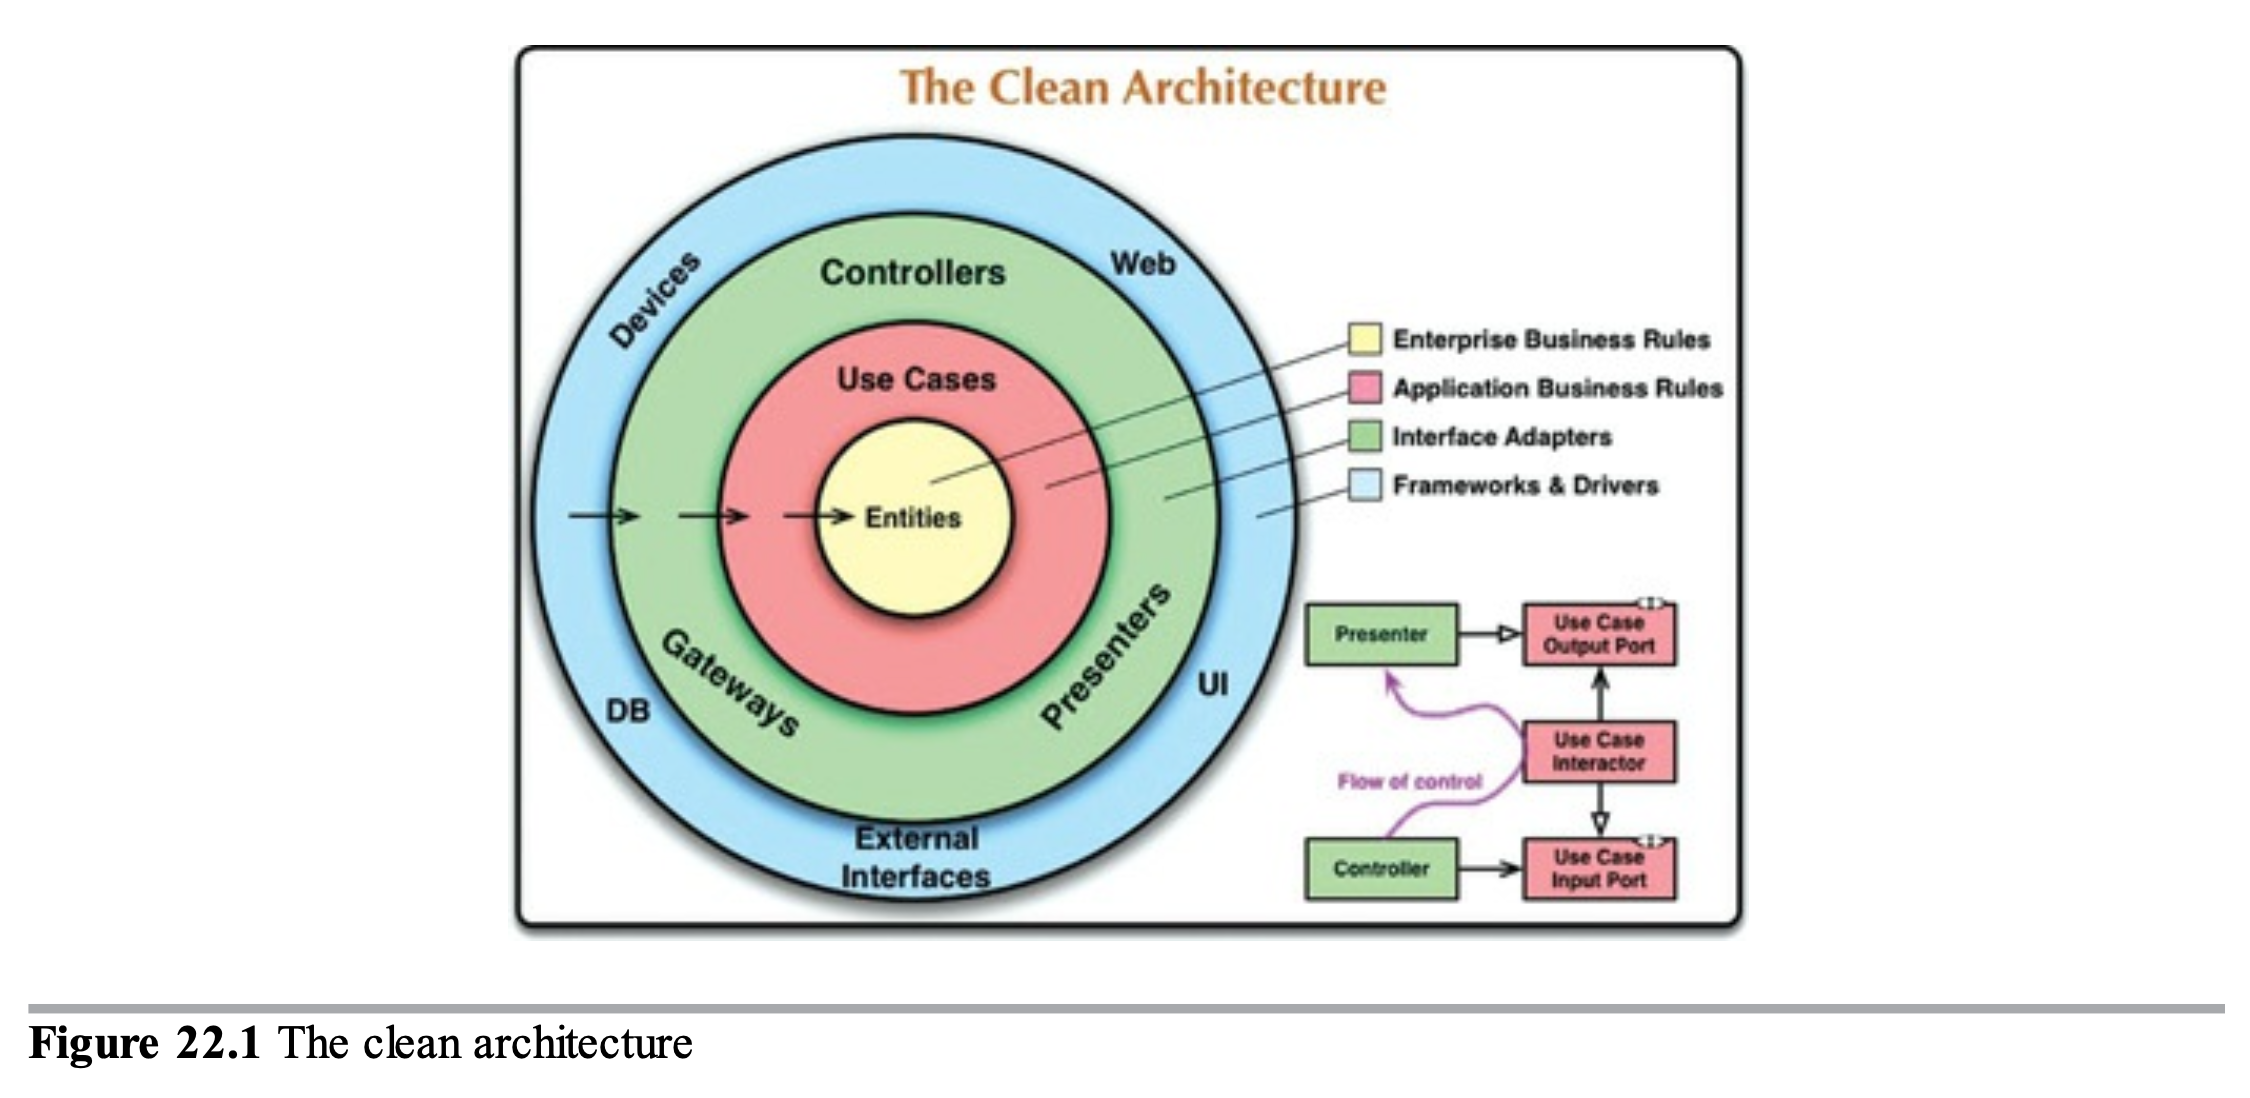 The Clean Architecture
Devices
Controllers
Web
Use Cases
Entities
Gateways
Presenters
DB
UI
External
Interfaces
Enterprise Business Rules
Application Business Rules
Interface Adapters
Frameworks & Drivers
Presenter
Use Case
Output Port
Use Case
Interactor
Flow of control
Controller
Use Case
Input Port
Figure 22.1 The clean architecture